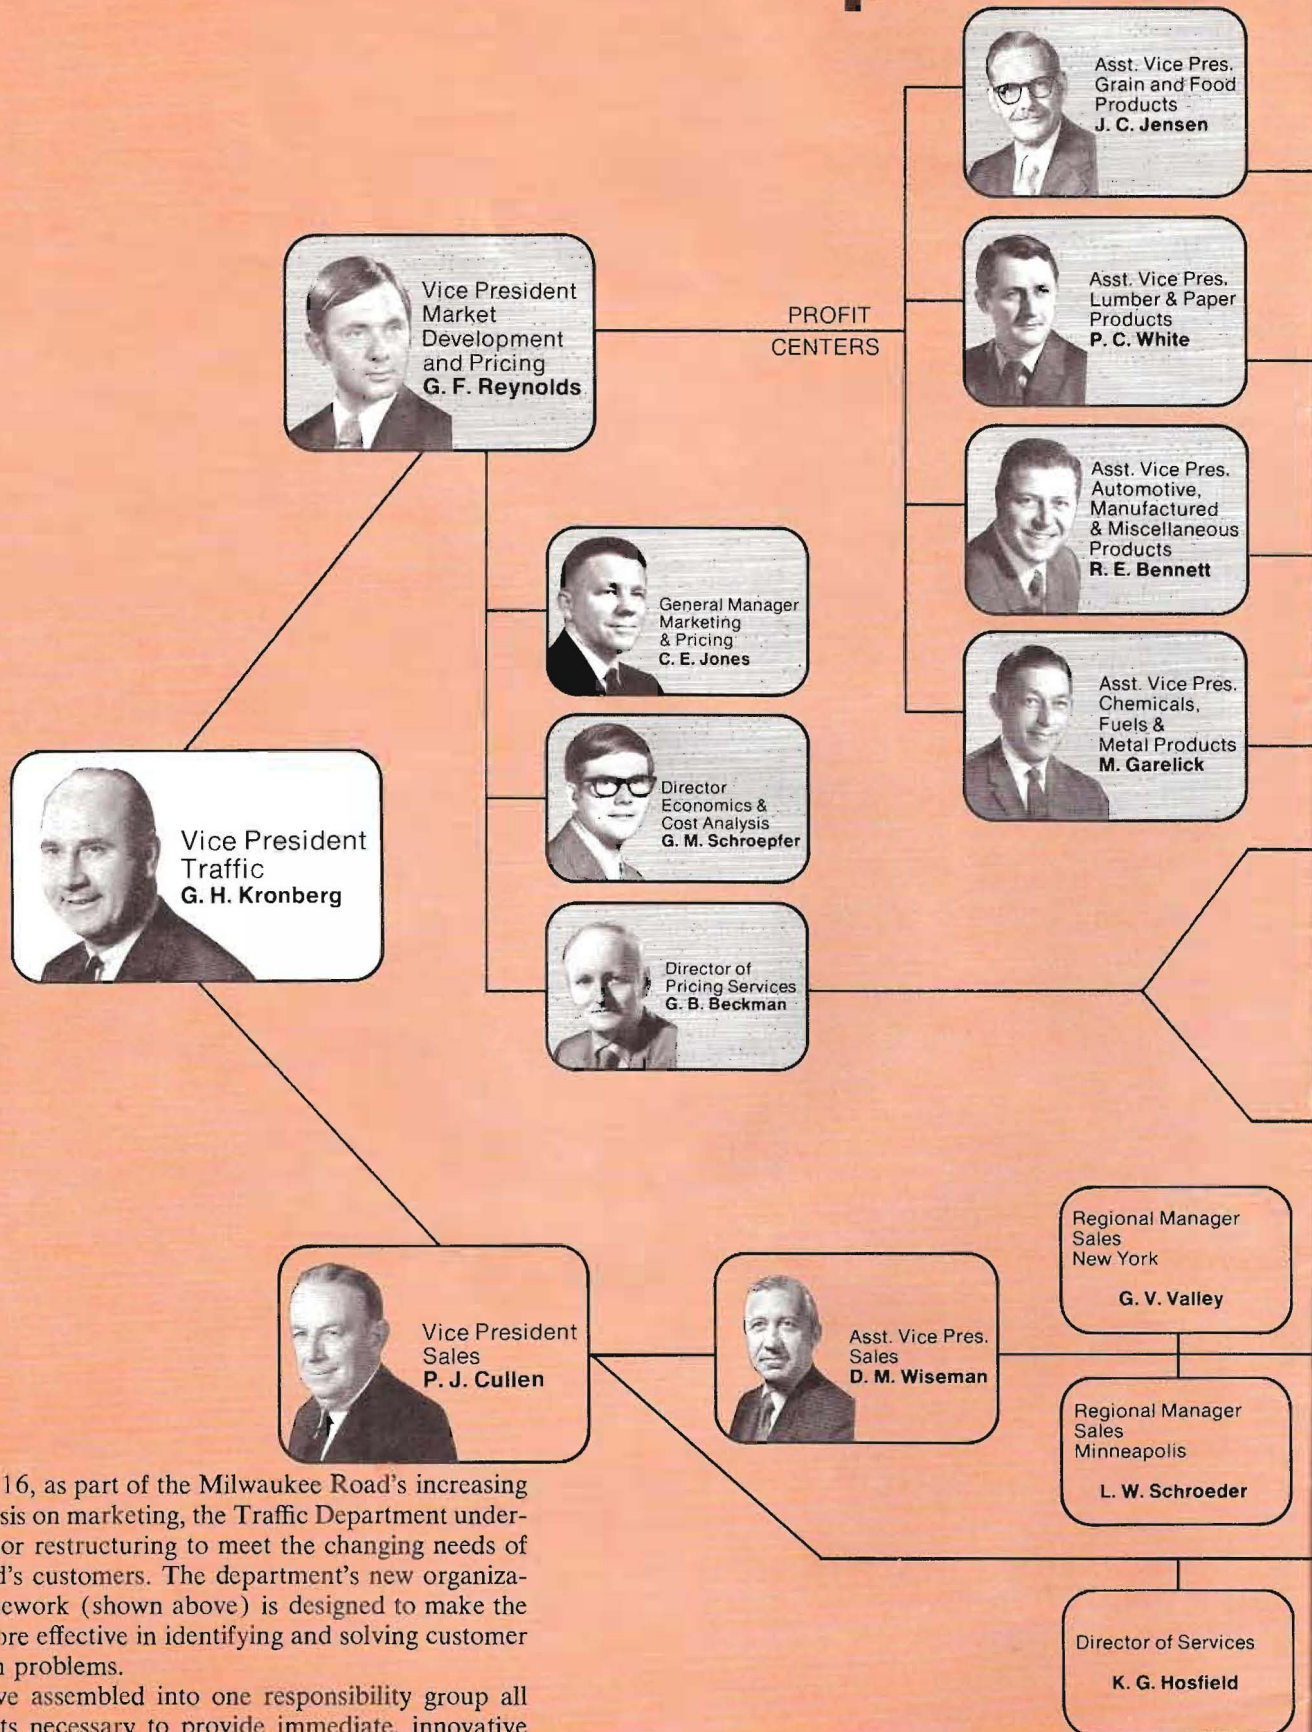 Asst. Vice Pres.
Grain and Food
Products
J. C. Jensen
Asst. Vice Pres.
Lumber & Paper
Products
P. C. White
Vice President
Market
Development
and Pricing
G. F. Reynolds
PROFIT
CENTERS
Asst. Vice Pres.
Automotive,
Manufactured
& Miscellaneous
Products
R. E. Bennett
General Manager
Marketing
& Pricing
C. E. Jones
Asst. Vice Pres.
Chemicals,
Fuels &
Metal Products
M. Garelick
Director
Economics &
Cost Analysis
G. M. Schroepfer
Vice President
Traffic
G. H. Kronberg
Director of
Pricing Services
G. B. Beckman
Regional Manager
Sales
New York
G. V. Valley
Vice President
Sales
P. J. Cullen
Asst. Vice Pres.
Sales
D. M. Wiseman
Regional Manager
Sales
Minneapolis
L. W. Schroeder
Director of Services
K. G. Hosfield
16, as part of the Milwaukee Road's increasing
sis on marketing, the Traffic Department under-
or restructuring to meet the changing needs of
l's customers. The department's new organiza-
ework (shown above) is designed to make the
ore effective in identifying and solving customer
problems.
ve assembled into one responsibility group all
ts necessary to provide immediate, innovative